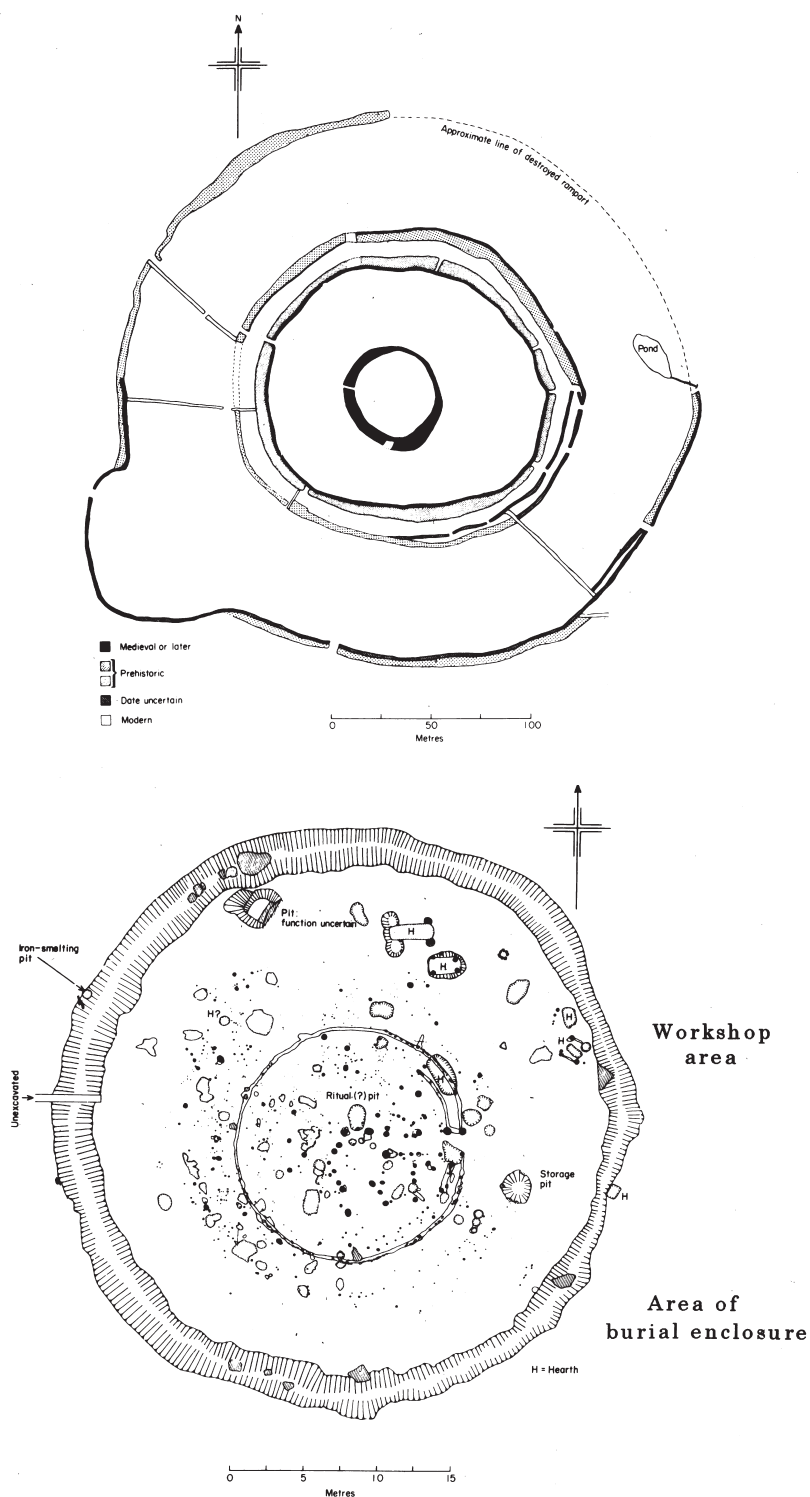 N
Approximate line of destroyed rampart
Pond
Medieval or later
Prehistoric
Date uncertain
Modern
0 50 100
Metres
Pit:
function uncertain
H
H
Iron-smelting
pit
H?
H
H
Workshop
area
H
Unexcavated
Ritual (?) pit
Storage
pit
H
Area of
burial enclosure
H = Hearth
0 5 10 15
Metres